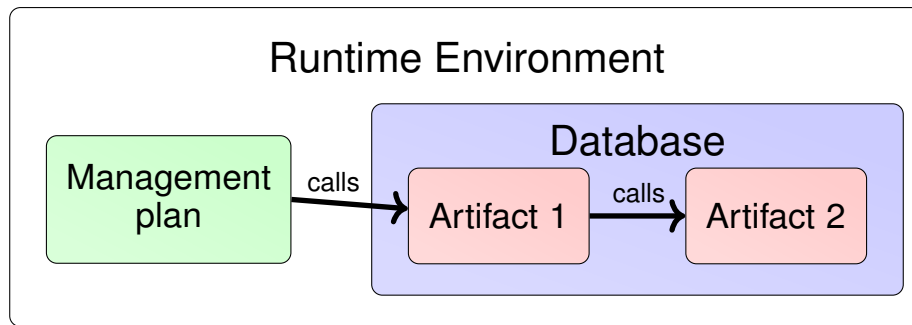 Runtime Environment
Database
Management
plan
calls
Artifact 1
calls
Artifact 2